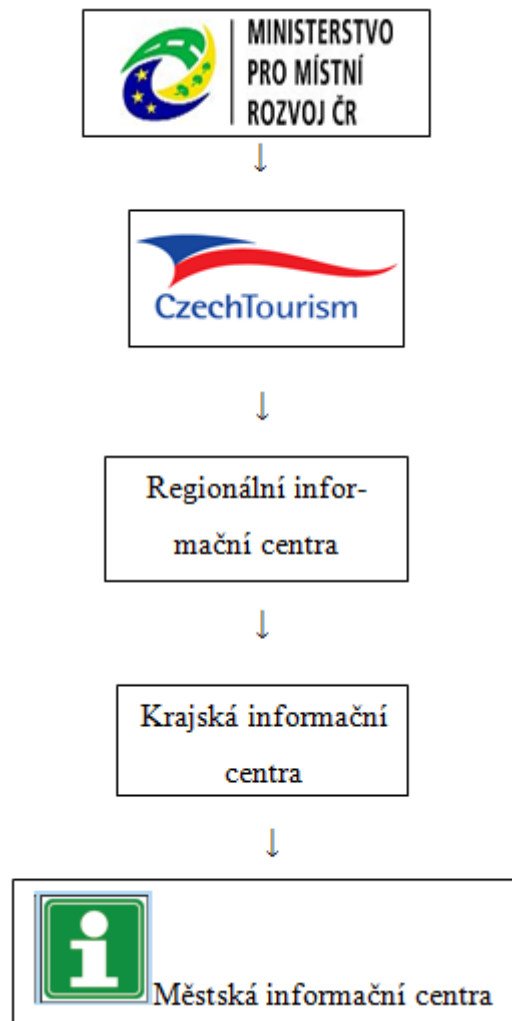 MINISTERSTVO
PRO MÍSTNÍ
ROZVOJ ČR
↓
CzechTourism
↓
Regionální infor-
mační centra
↓
Krajská informační
centra
↓
i Městská informační centra